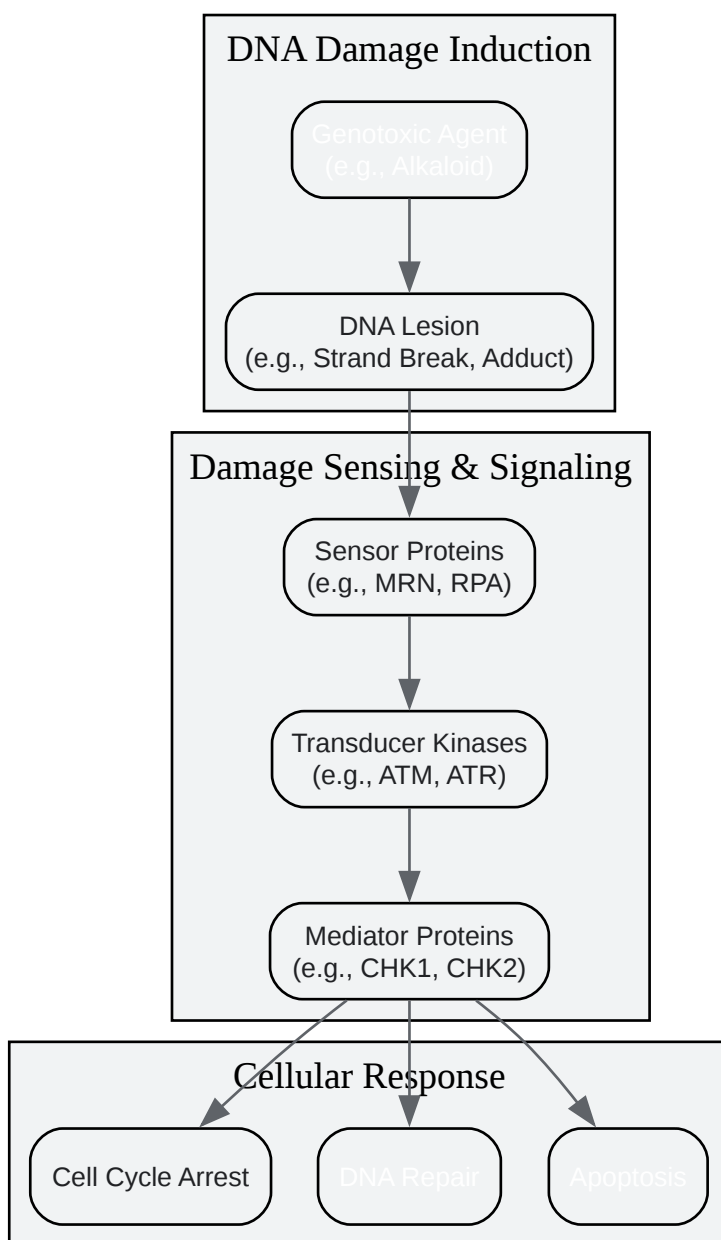 DNA Damage Induction
Genotoxic Agent
(e.g., Alkaloid)
DNA Lesion
(e.g., Strand Break, Adduct)
Damage Sensing & Signaling
Sensor Proteins
(e.g., MRN, RPA)
Transducer Kinases
(e.g., ATM, ATR)
Mediator Proteins
(e.g., CHK1, CHK2)
Cellular Response
Cell Cycle Arrest
DNA Repair
Apoptosis